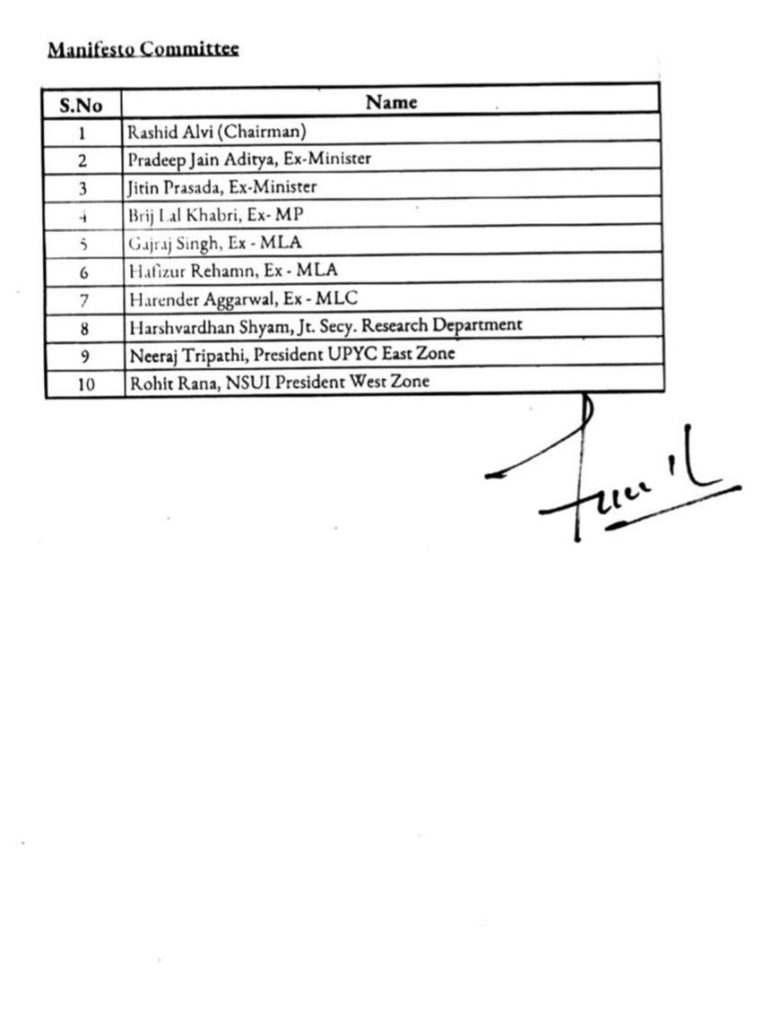 Manifesto Committee
S.No Name
1 Rashid Alvi (Chairman)
2 Pradeep Jain Aditya, Ex-Minister
3 Jitin Prasada, Ex-Minister
4 Brij Lal Khabri, Ex- MP
5 Gajraj Singh, Ex - MLA
6 Hafizur Rehamn, Ex - MLA
7 Harender Aggarwal, Ex - MLC
8 Harshvardhan Shyam, Jt. Secy. Research Department
9 Neeraj Tripathi, President UPYC East Zone
10 Rohit Rana, NSUI President West Zone